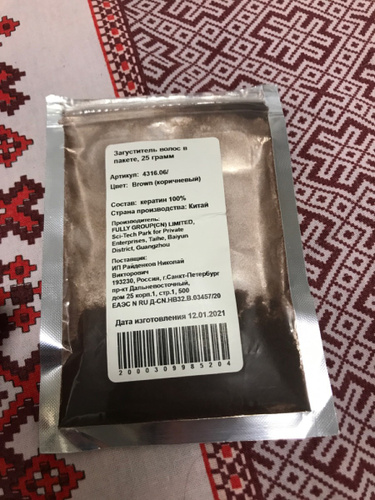 Загуститель волос в
пакете, 25 грамм
Артикул: 4316.06/
Цвет: Brown (коричневый)
Состав: кератин 100%
Страна производства: Китай
Производитель:
FULLY GROUP(CN) LIMITED,
Sci-Tech Park for Private
Enterprises, Taihe, Baiyun
District, Guangzhou
Поставщик:
ИП Райденков Николай
Викторович
193230, Россия, г.Санкт-Петербург
пр-кт Дальневосточный,
дом 25 корп.1, стр.1, 500
ЕАЭС N RU Д-CN.НВ32.В.03457/20
Дата изготовления 12.01.2021
2000309985204